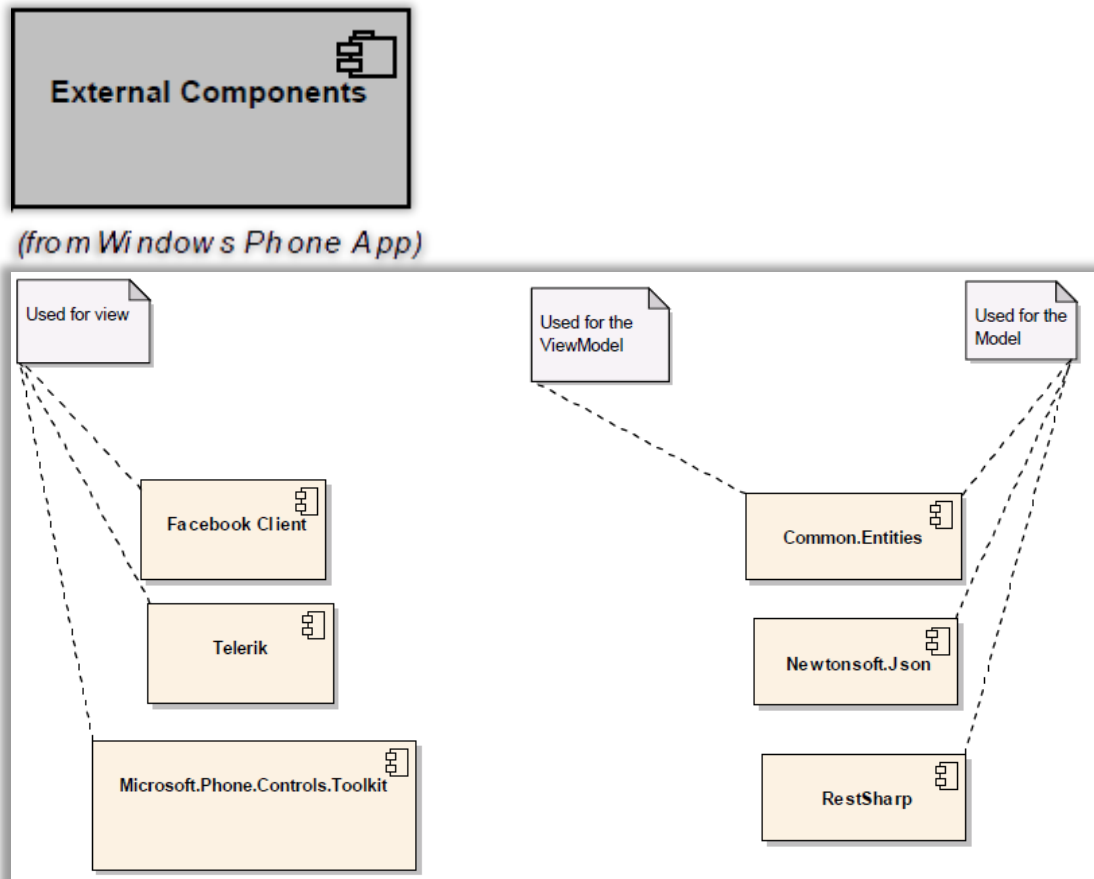 External Components
(from Windows Phone App)
Used for view
Used for the
ViewModel
Used for the
Model
Facebook Client
Common.Entities
Telerik
Newtonsoft.Json
Microsoft.Phone.Controls.Toolkit
RestSharp